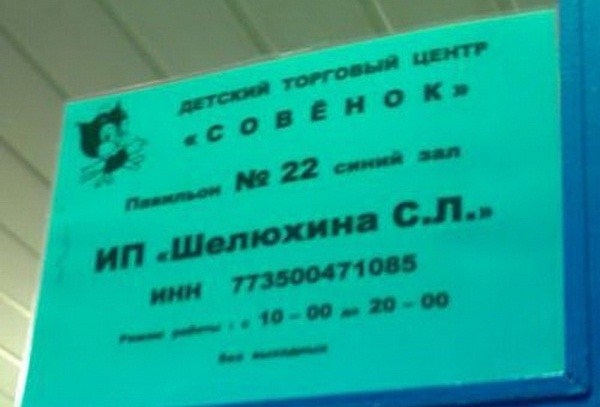 ДЕТСКИЙ ТОРГОВЫЙ ЦЕНТР
«СОВЁНОК»
Павильон № 22 синий зал
ИП «Шелюхина С.Л.»
ИНН 773500471085
Режим работы : с 10 – 00 до 20 – 00
без выходных